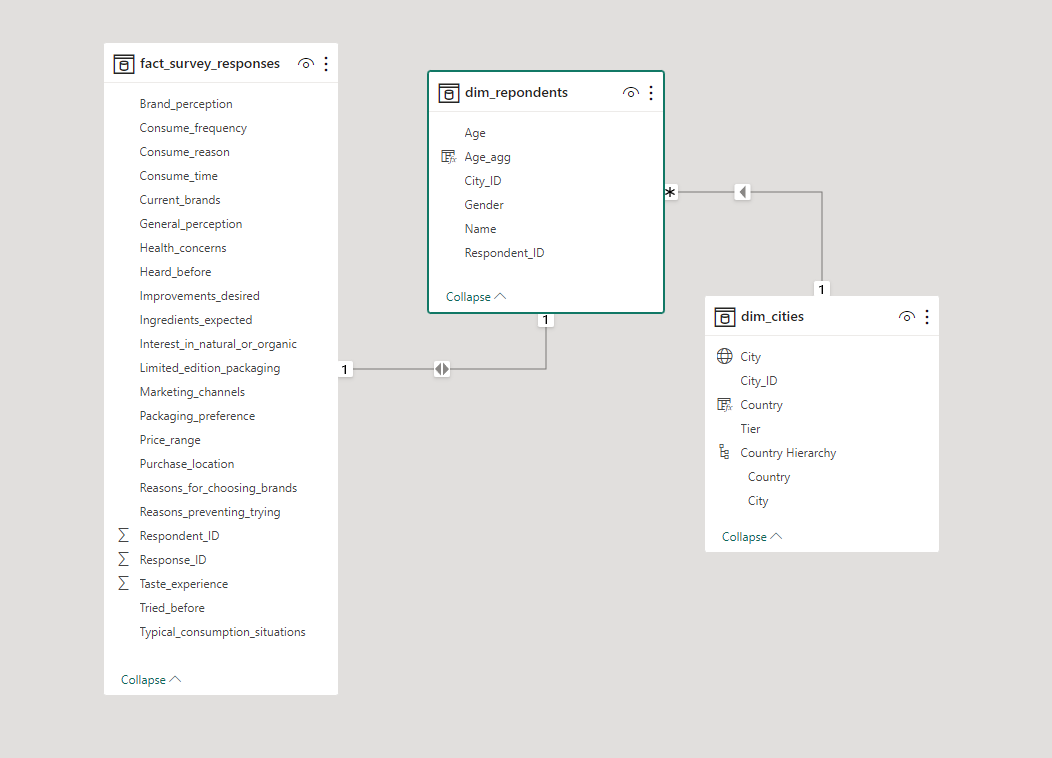 fact_survey_responses
Brand_perception
Consume_frequency
Consume_reason
Consume_time
Current_brands
General_perception
Health_concerns
Heard_before
Improvements_desired
Ingredients_expected
Interest_in_natural_or_organic
Limited_edition_packaging
Marketing_channels
Packaging_preference
Price_range
Purchase_location
Reasons_for_choosing_brands
Reasons_preventing_trying
Respondent_ID
Response_ID
Taste_experience
Tried_before
Typical_consumption_situations
Collapse
1
dim_repondents
Age
Age_agg
City_ID
Gender
Name
Respondent_ID
Collapse
1
*
1
dim_cities
City
City_ID
Country
Tier
Country Hierarchy
Country
City
Collapse